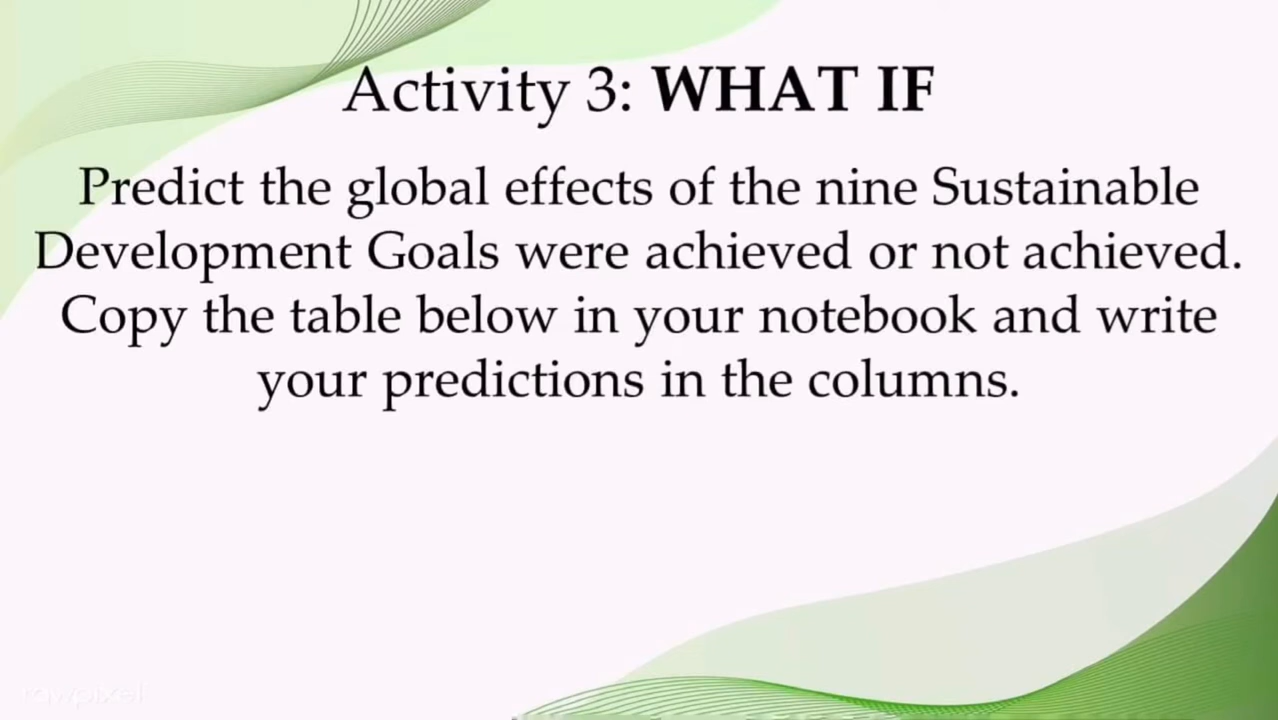 Activity 3: WHAT IF
Predict the global effects of the nine Sustainable
Development Goals were achieved or not achieved.
Copy the table below in your notebook and write
your predictions in the columns.
rawpixel